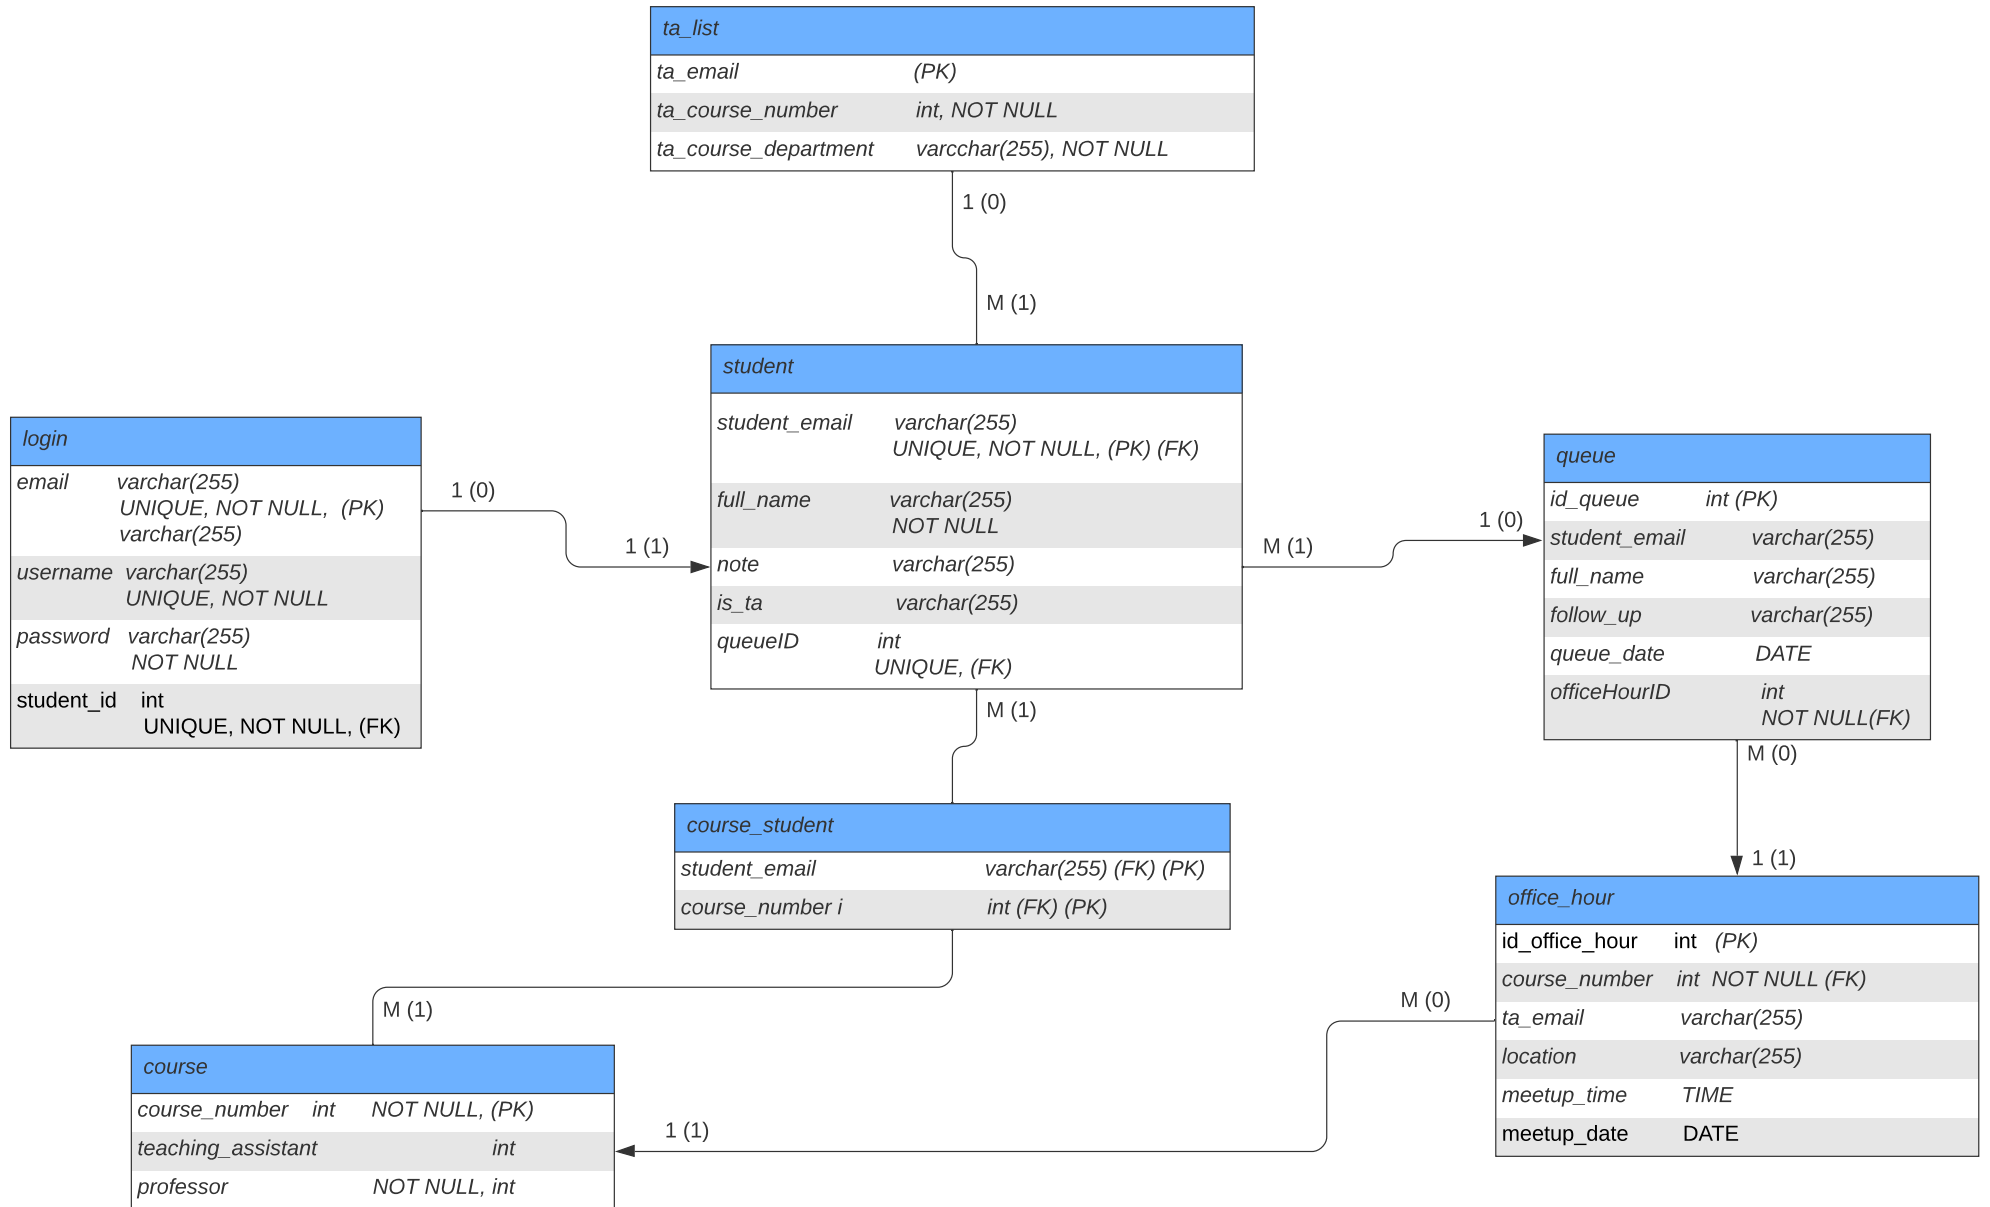 ta_list
ta_email (PK)
ta_course_number int, NOT NULL
ta_course_department varcchar(255), NOT NULL
1 (0)
M (1)
student
student_email varchar(255)
UNIQUE, NOT NULL, (PK) (FK)
full_name varchar(255)
NOT NULL
note varchar(255)
is_ta varchar(255)
queueID int
UNIQUE, (FK)
login
email varchar(255)
UNIQUE, NOT NULL, (PK)
varchar(255)
username varchar(255)
UNIQUE, NOT NULL
password varchar(255)
NOT NULL
student_id int
UNIQUE, NOT NULL, (FK)
1 (0)
1 (1)
M (1)
1 (0)
queue
id_queue int (PK)
student_email varchar(255)
full_name varchar(255)
follow_up varchar(255)
queue_date DATE
officeHourID int
NOT NULL(FK)
M (1)
M (0)
1 (1)
course_student
student_email varchar(255) (FK) (PK)
course_number i int (FK) (PK)
office_hour
id_office_hour int (PK)
course_number int NOT NULL (FK)
ta_email varchar(255)
location varchar(255)
meetup_time TIME
meetup_date DATE
M (0)
M (1)
1 (1)
course
course_number int NOT NULL, (PK)
teaching_assistant int
professor NOT NULL, int